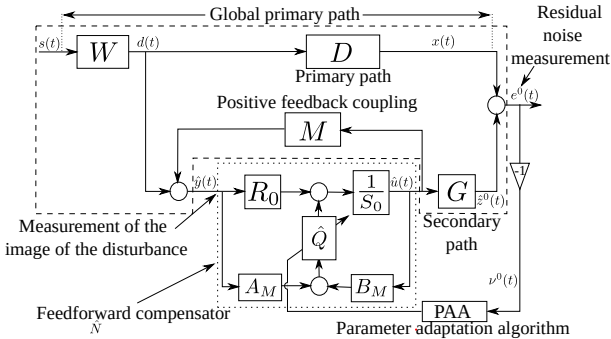 Global primary path
Residual
noise
measurement
s(t)
W
d(t)
D
x(t)
Primary path
e⁰(t)
Positive feedback coupling
M
-1
ŷ(t)
R₀
1
S₀
û(t)
G
ẑ⁰(t)
Measurement of the
image of the disturbance
Q̂
Secondary
path
A_M
B_M
ν⁰(t)
Feedforward compensator
N̂
PAA
Parameter adaptation algorithm